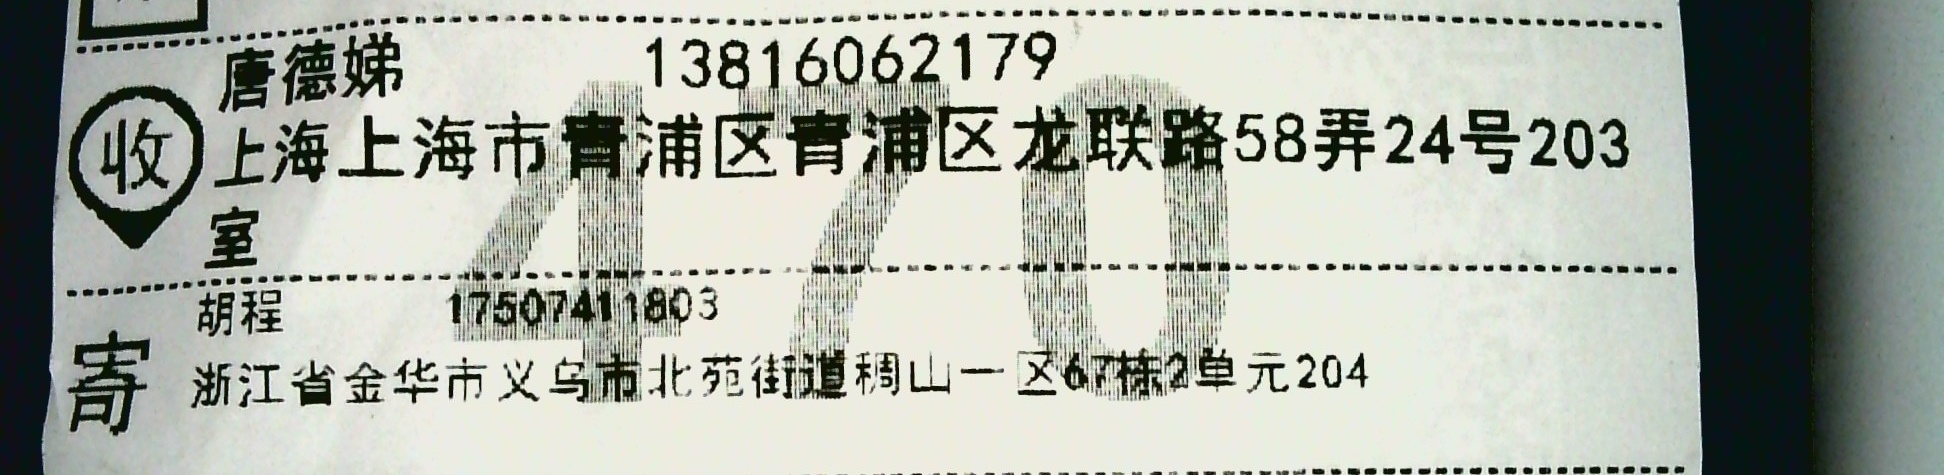 唐德娣 13816062179
收
上海上海市青浦区青浦区龙联路58弄24号203
室
470
胡程 17507411803
寄
浙江省金华市义乌市北苑街道稠山一区67栋2单元204